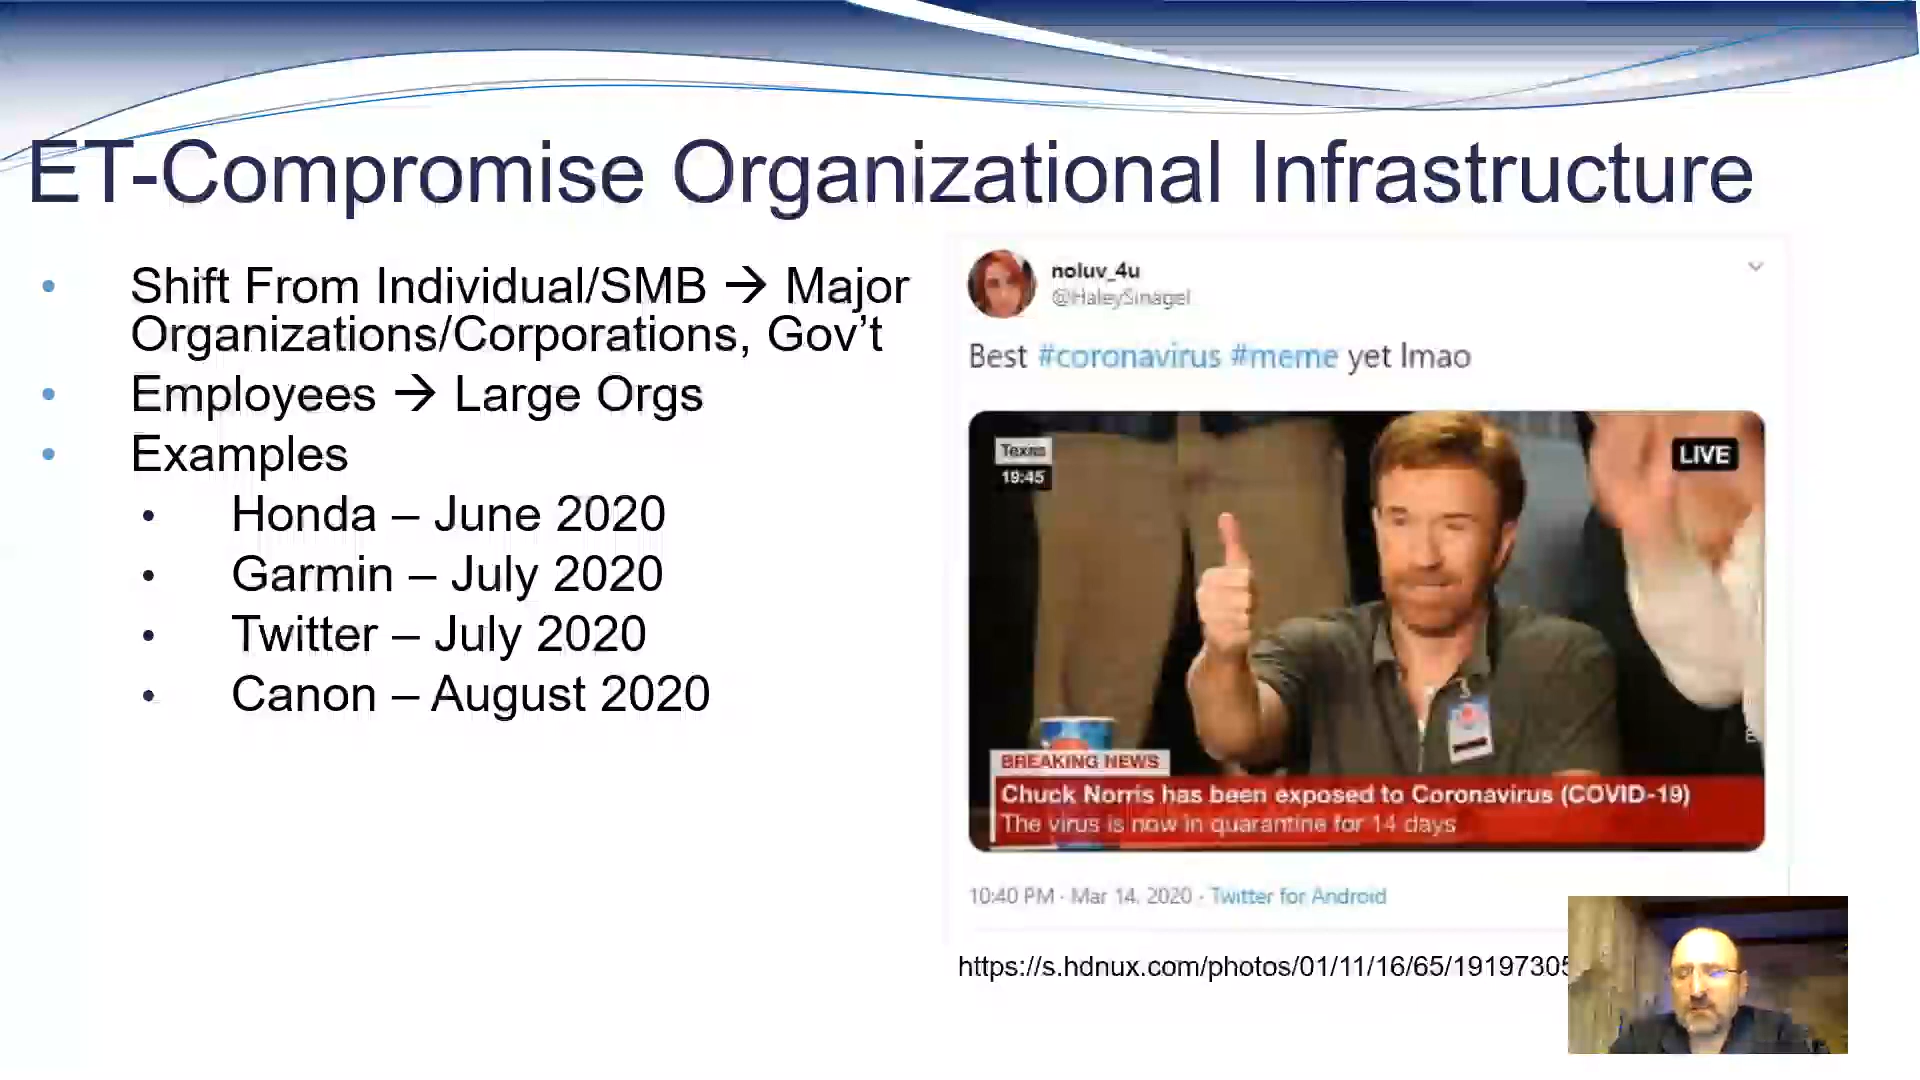 ET-Compromise Organizational Infrastructure
Shift From Individual/SMB → Major
Organizations/Corporations, Gov’t
Employees → Large Orgs
Examples
Honda – June 2020
Garmin – July 2020
Twitter – July 2020
Canon – August 2020
noluv_4u
@HaleySinagel
Best #coronavirus #meme yet lmao
Texas
19:45
LIVE
BREAKING NEWS
Chuck Norris has been exposed to Coronavirus (COVID-19)
The virus is now in quarantine for 14 days
10:40 PM · Mar 14, 2020 · Twitter for Android
https://s.hdnux.com/photos/01/11/16/65/19197305